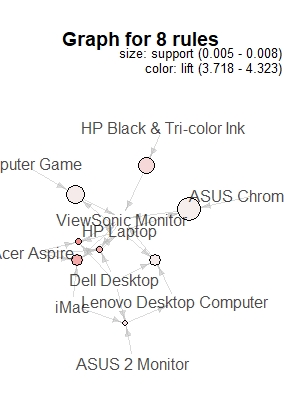 Graph for 8 rules
size: support (0.005 - 0.008)
color: lift (3.718 - 4.323)
HP Black & Tri-color Ink
puter Game
ASUS Chrom
ViewSonic Monitor
HP Laptop
Acer Aspire
Dell Desktop
iMac
Lenovo Desktop Computer
ASUS 2 Monitor